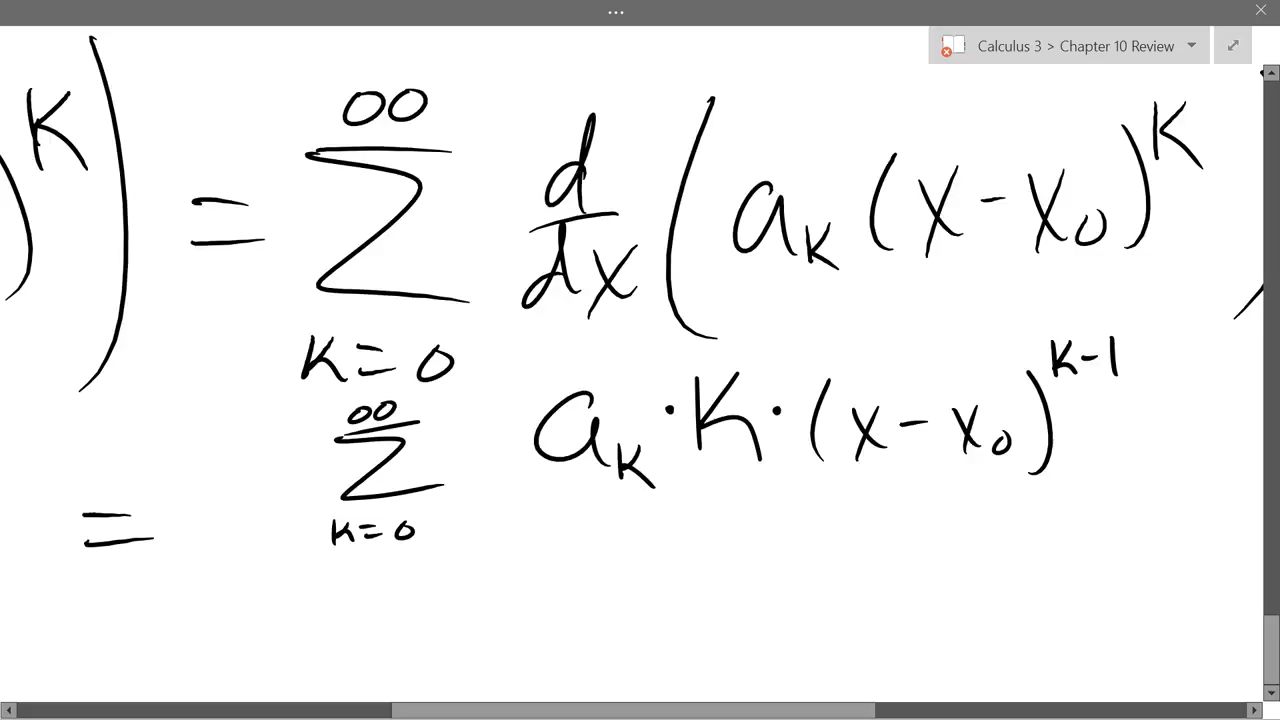 ...
Calculus 3 > Chapter 10 Review
)^K ) = ∑_{K=0}^{∞} d/dx ( a_K (x - x_0)^K )
= ∑_{K=0}^{∞} a_K · K · (x - x_0)^{K-1}